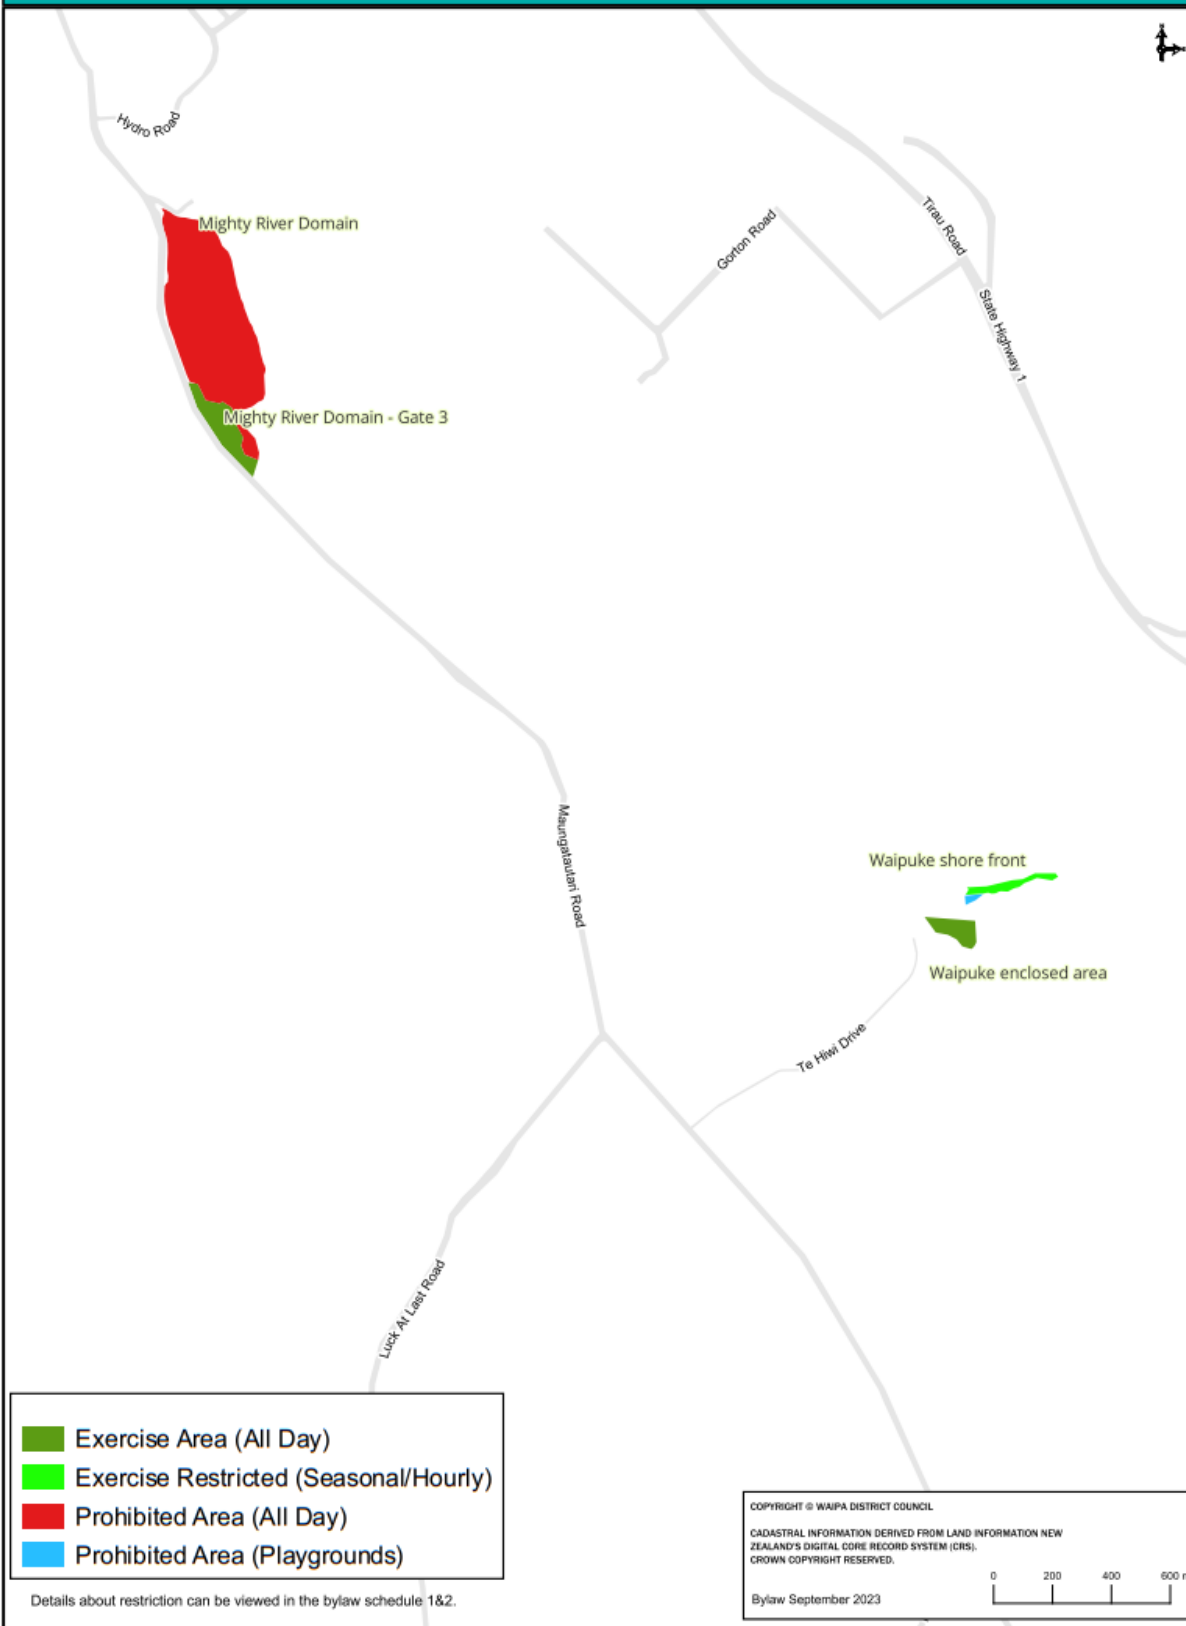 Hydro Road
Mighty River Domain
Tirau Road
Gorton Road
State Highway 1
Mighty River Domain - Gate 3
Maungatautari Road
Waipuke shore front
Waipuke enclosed area
Te Hiwi Drive
Luck At Last Road
Exercise Area (All Day)
Exercise Restricted (Seasonal/Hourly)
Prohibited Area (All Day)
Prohibited Area (Playgrounds)
Details about restriction can be viewed in the bylaw schedule 1&2.
COPYRIGHT © WAIPA DISTRICT COUNCIL
CADASTRAL INFORMATION DERIVED FROM LAND INFORMATION NEW
ZEALAND'S DIGITAL CORE RECORD SYSTEM (CRS).
CROWN COPYRIGHT RESERVED.
0 200 400 600 m
Bylaw September 2023